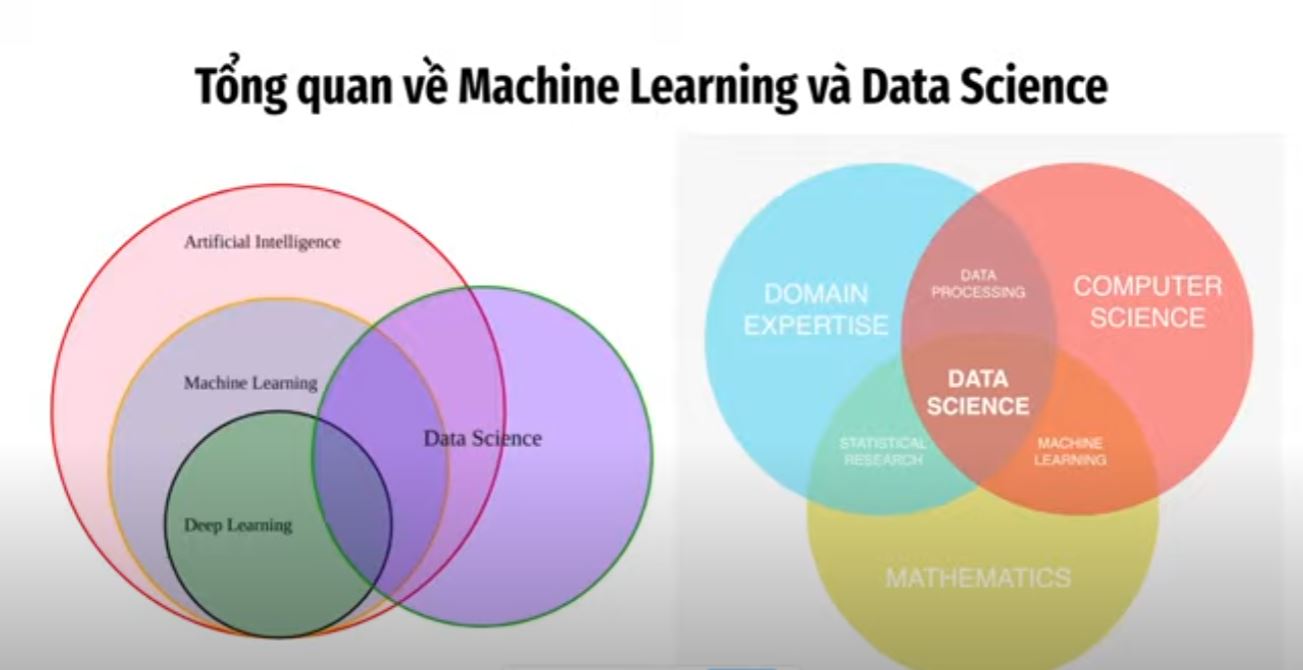 Tổng quan về Machine Learning và Data Science
Artificial Intelligence
Machine Learning
Deep Learning
Data Science
DOMAIN
EXPERTISE
DATA
PROCESSING
COMPUTER
SCIENCE
DATA
SCIENCE
STATISTICAL
RESEARCH
MACHINE
LEARNING
MATHEMATICS